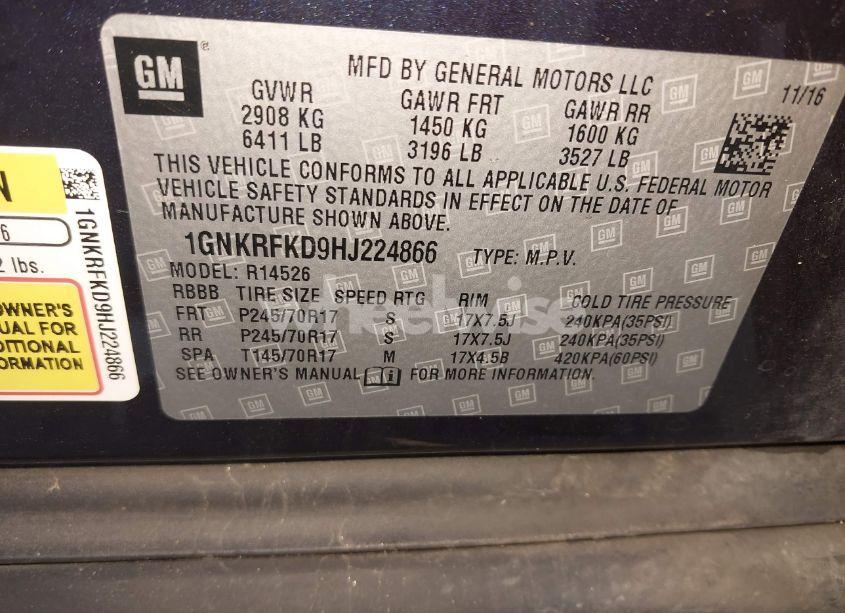 GM
®
MFD BY GENERAL MOTORS LLC
11/16
GVWR GAWR FRT GAWR RR
2908 KG 1450 KG 1600 KG
6411 LB 3196 LB 3527 LB
THIS VEHICLE CONFORMS TO ALL APPLICABLE U.S. FEDERAL MOTOR
VEHICLE SAFETY STANDARDS IN EFFECT ON THE DATE OF
MANUFACTURE SHOWN ABOVE.
1GNKRFKD9HJ224866 TYPE: M.P.V.
MODEL: R14526
RBBB TIRE SIZE SPEED RTG RIM COLD TIRE PRESSURE
FRT P245/70R17 S 17X7.5J 240KPA(35PSI)
RR P245/70R17 S 17X7.5J 240KPA(35PSI)
SPA T145/70R17 M 17X4.5B 420KPA(60PSI)
SEE OWNER'S MANUAL i FOR MORE INFORMATION.
N
6
lbs.
OWNER'S
FOR
1GNKRFKD9HJ224866